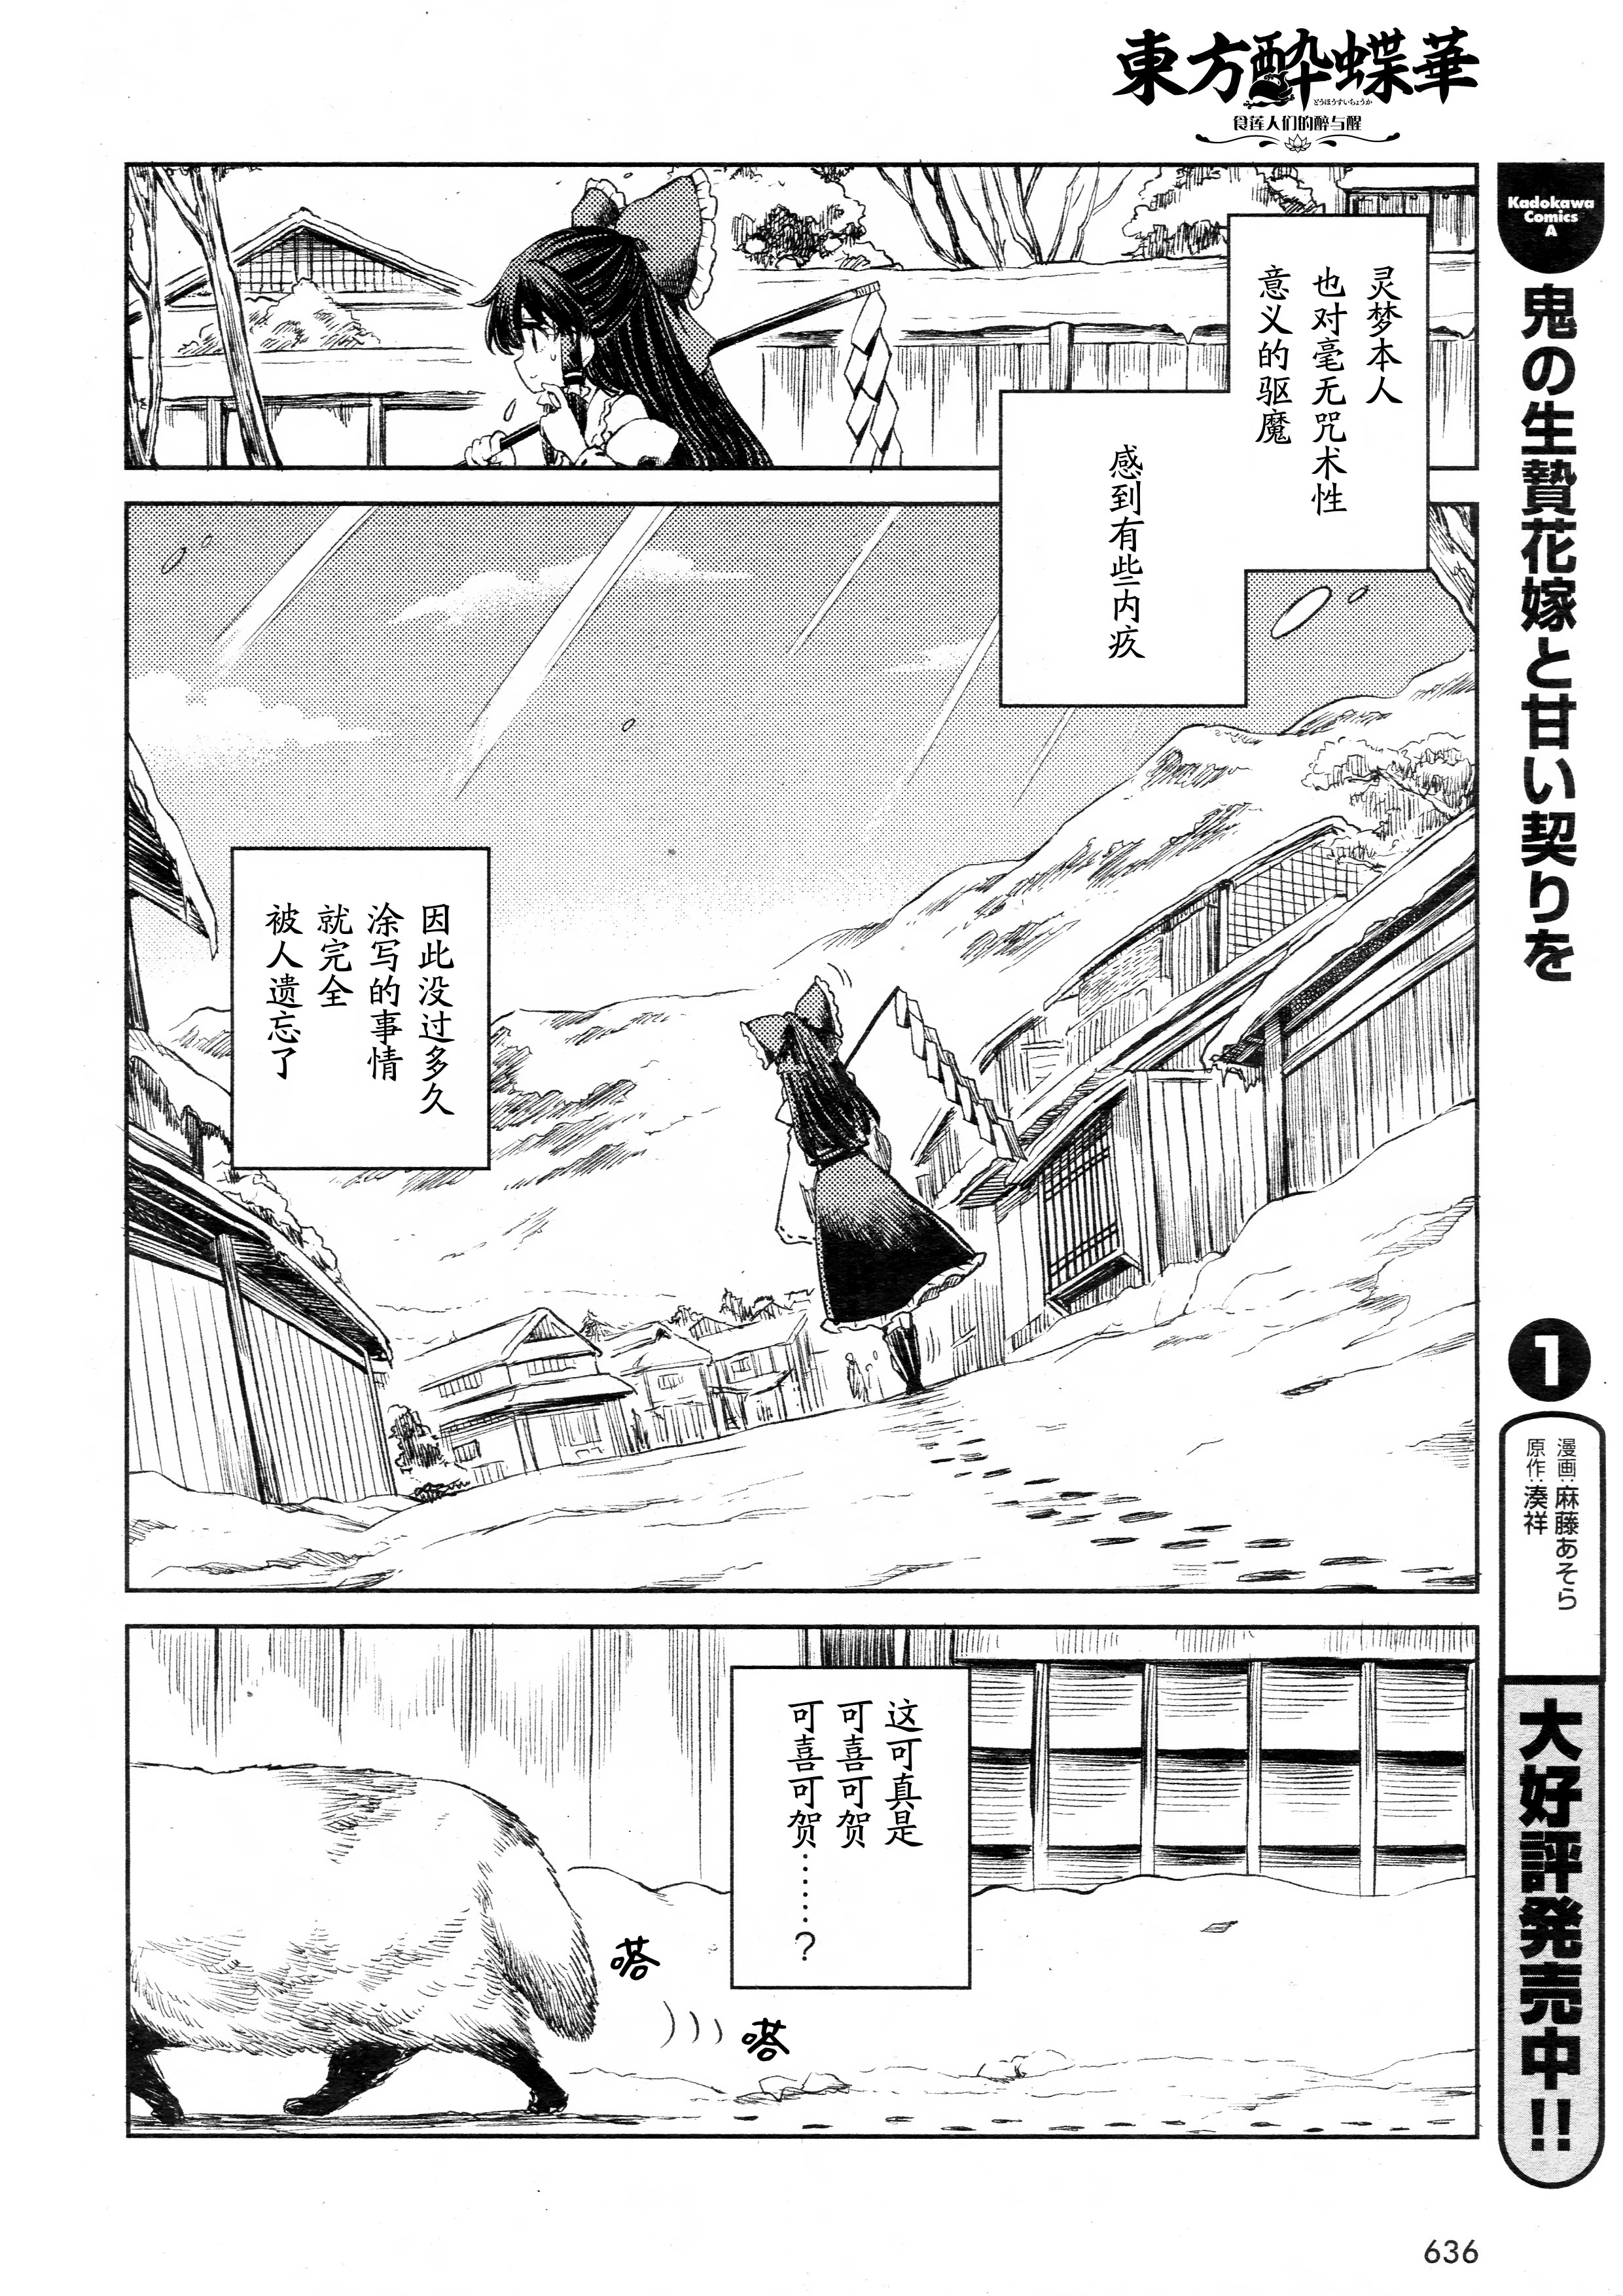 東方酔蝶華
とうほうすいちょうか
食莲人们的醉与醒
灵梦本人
也对毫无咒术性
意义的驱魔
感到有些内疚
因此没过多久
涂写的事情
就完全
被人遗忘了
这可真是
可喜可贺
可喜可贺……？
嗒
嗒
Kadokawa
Comics
A
鬼の生贄花嫁と甘い契りを
1
漫画：麻藤あそら
原作：湊祥
大好評発売中!!
636